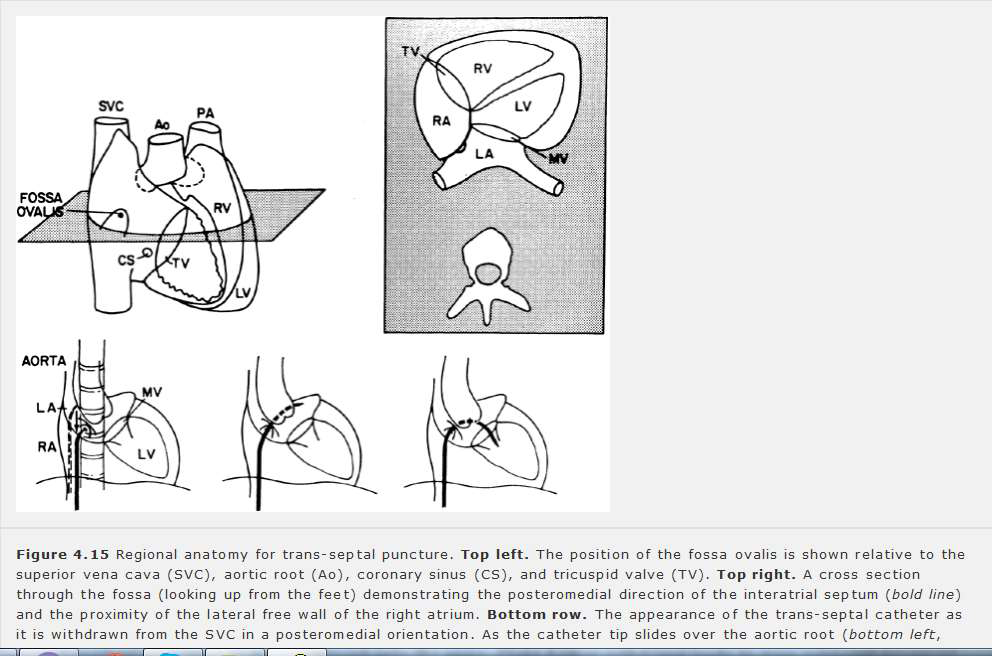 SVC
Ao
PA
FOSSA
OVALIS
RV
CS
TV
LV
TV
RV
LV
RA
LA
MV
AORTA
MV
LA
RA
LV
Figure 4.15 Regional anatomy for trans-septal puncture. Top left. The position of the fossa ovalis is shown relative to the
superior vena cava (SVC), aortic root (Ao), coronary sinus (CS), and tricuspid valve (TV). Top right. A cross section
through the fossa (looking up from the feet) demonstrating the posteromedial direction of the interatrial septum (bold line)
and the proximity of the lateral free wall of the right atrium. Bottom row. The appearance of the trans-septal catheter as
it is withdrawn from the SVC in a posteromedial orientation. As the catheter tip slides over the aortic root (bottom left,